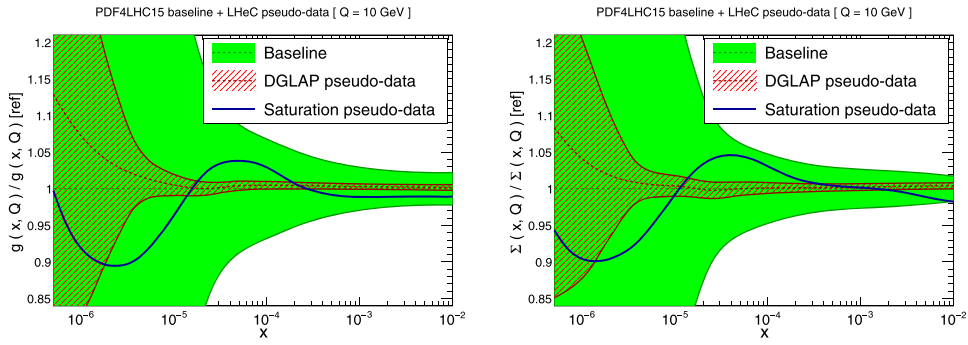 PDF4LHC15 baseline + LHeC pseudo-data [ Q = 10 GeV ]
g ( x, Q ) / g ( x, Q ) [ref]
1.2
1.15
1.1
1.05
1
0.95
0.9
0.85
Baseline
DGLAP pseudo-data
Saturation pseudo-data
10⁻⁶
10⁻⁵
10⁻⁴
10⁻³
10⁻²
x
PDF4LHC15 baseline + LHeC pseudo-data [ Q = 10 GeV ]
Σ ( x, Q ) / Σ ( x, Q ) [ref]
1.2
1.15
1.1
1.05
1
0.95
0.9
0.85
Baseline
DGLAP pseudo-data
Saturation pseudo-data
10⁻⁶
10⁻⁵
10⁻⁴
10⁻³
10⁻²
x